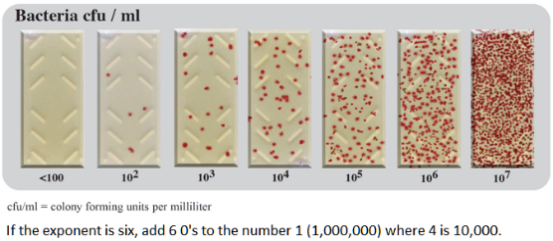 Bacteria cfu / ml
<100 10² 10³ 10⁴ 10⁵ 10⁶ 10⁷
cfu/ml = colony forming units per milliliter
If the exponent is six, add 6 0's to the number 1 (1,000,000) where 4 is 10,000.